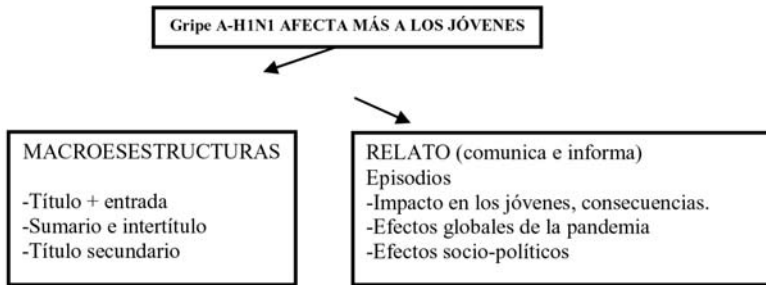 Gripe A-H1N1 AFECTA MÁS A LOS JÓVENES
MACROESESTRUCTURAS
-Título + entrada
-Sumario e intertítulo
-Título secundario
RELATO (comunica e informa)
Episodios
-Impacto en los jóvenes, consecuencias.
-Efectos globales de la pandemia
-Efectos socio-políticos